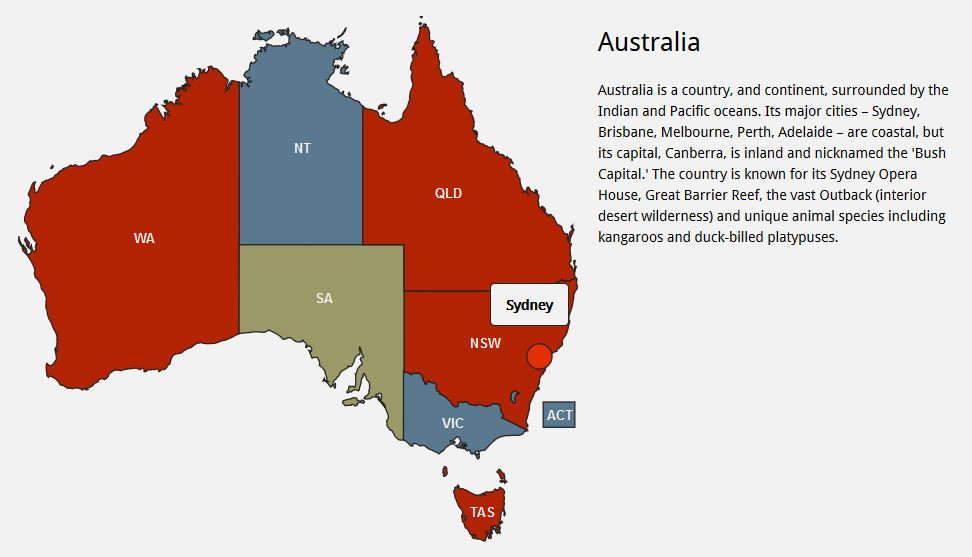 Australia
Australia is a country, and continent, surrounded by the
Indian and Pacific oceans. Its major cities – Sydney,
Brisbane, Melbourne, Perth, Adelaide – are coastal, but
its capital, Canberra, is inland and nicknamed the 'Bush
Capital.' The country is known for its Sydney Opera
House, Great Barrier Reef, the vast Outback (interior
desert wilderness) and unique animal species including
kangaroos and duck-billed platypuses.
NT
QLD
WA
SA
Sydney
NSW
ACT
VIC
TAS